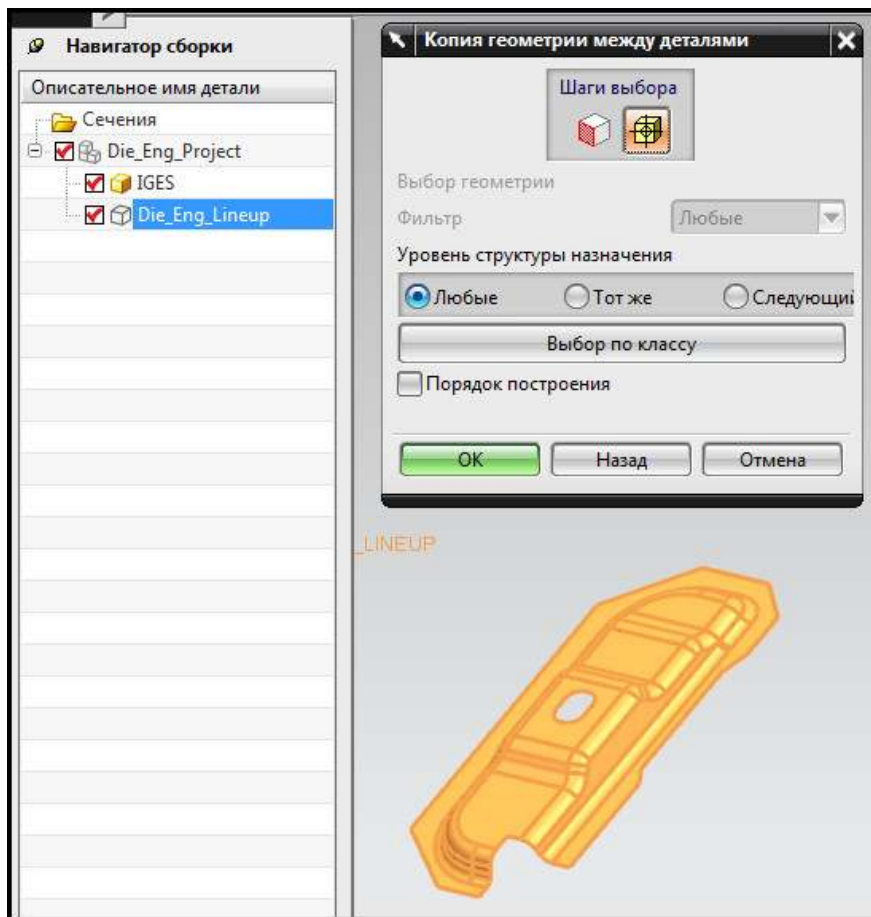 Навигатор сборки
Описательное имя детали
Сечения
Die_Eng_Project
IGES
Die_Eng_Lineup
Копия геометрии между деталями
Шаги выбора
Выбор геометрии
Фильтр Любые
Уровень структуры назначения
Любые Тот же Следующий
Выбор по классу
Порядок построения
OK Назад Отмена
_LINEUP